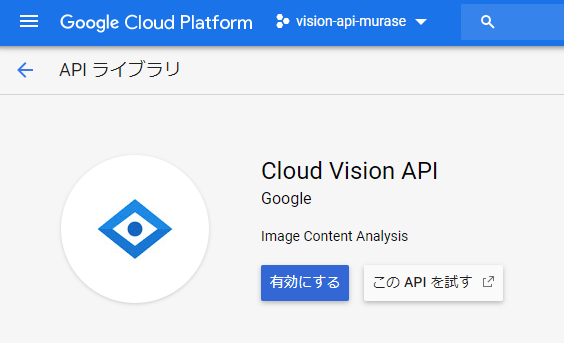 Google Cloud Platform
vision-api-murase
API ライブラリ
Cloud Vision API
Google
Image Content Analysis
有効にする
この API を試す